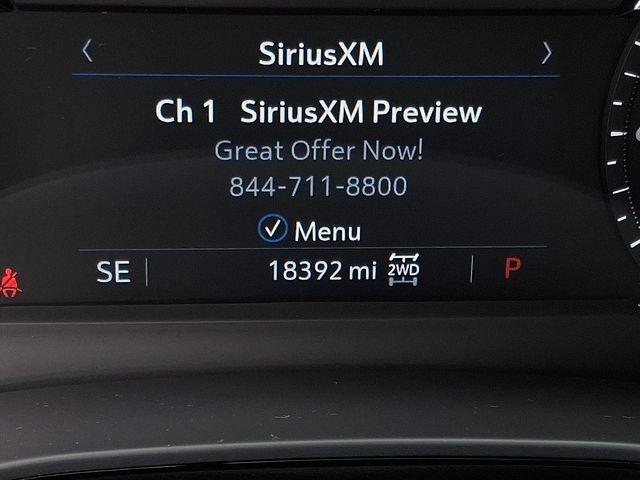 SiriusXM
Ch 1 SiriusXM Preview
Great Offer Now!
844-711-8800
Menu
SE 18392 mi 2WD P